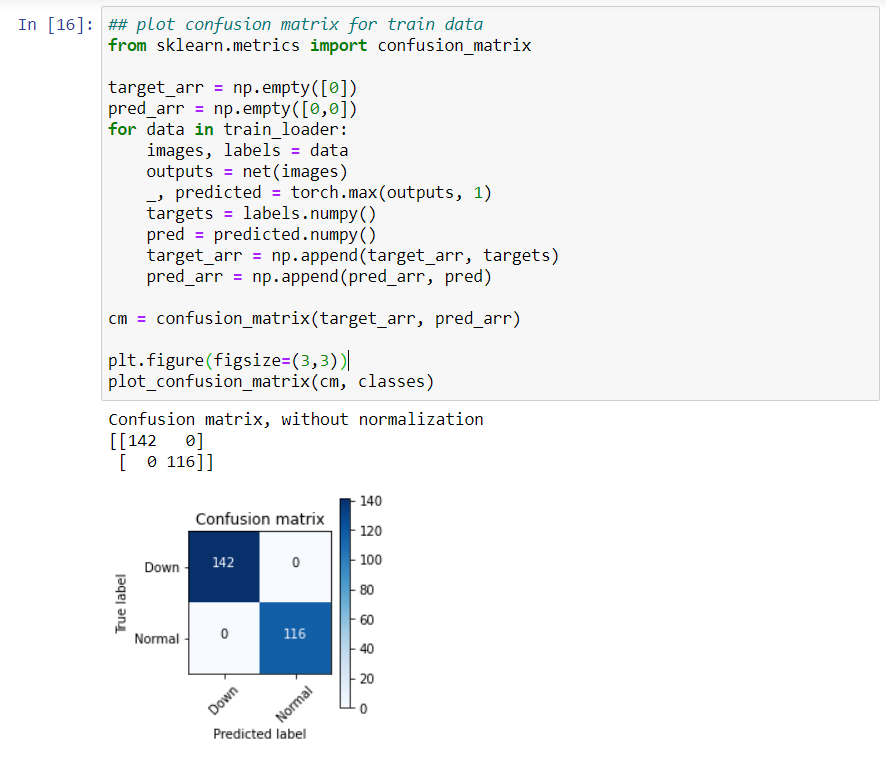 In [16]: ## plot confusion matrix for train data
from sklearn.metrics import confusion_matrix
target_arr = np.empty([0])
pred_arr = np.empty([0,0])
for data in train_loader:
    images, labels = data
    outputs = net(images)
    _, predicted = torch.max(outputs, 1)
    targets = labels.numpy()
    pred = predicted.numpy()
    target_arr = np.append(target_arr, targets)
    pred_arr = np.append(pred_arr, pred)
cm = confusion_matrix(target_arr, pred_arr)
plt.figure(figsize=(3,3))
plot_confusion_matrix(cm, classes)
Confusion matrix, without normalization
[[142   0]
 [  0 116]]
Confusion matrix
True label
Down 142 0
Normal 0 116
Down Normal
Predicted label
140
120
100
80
60
40
20
0